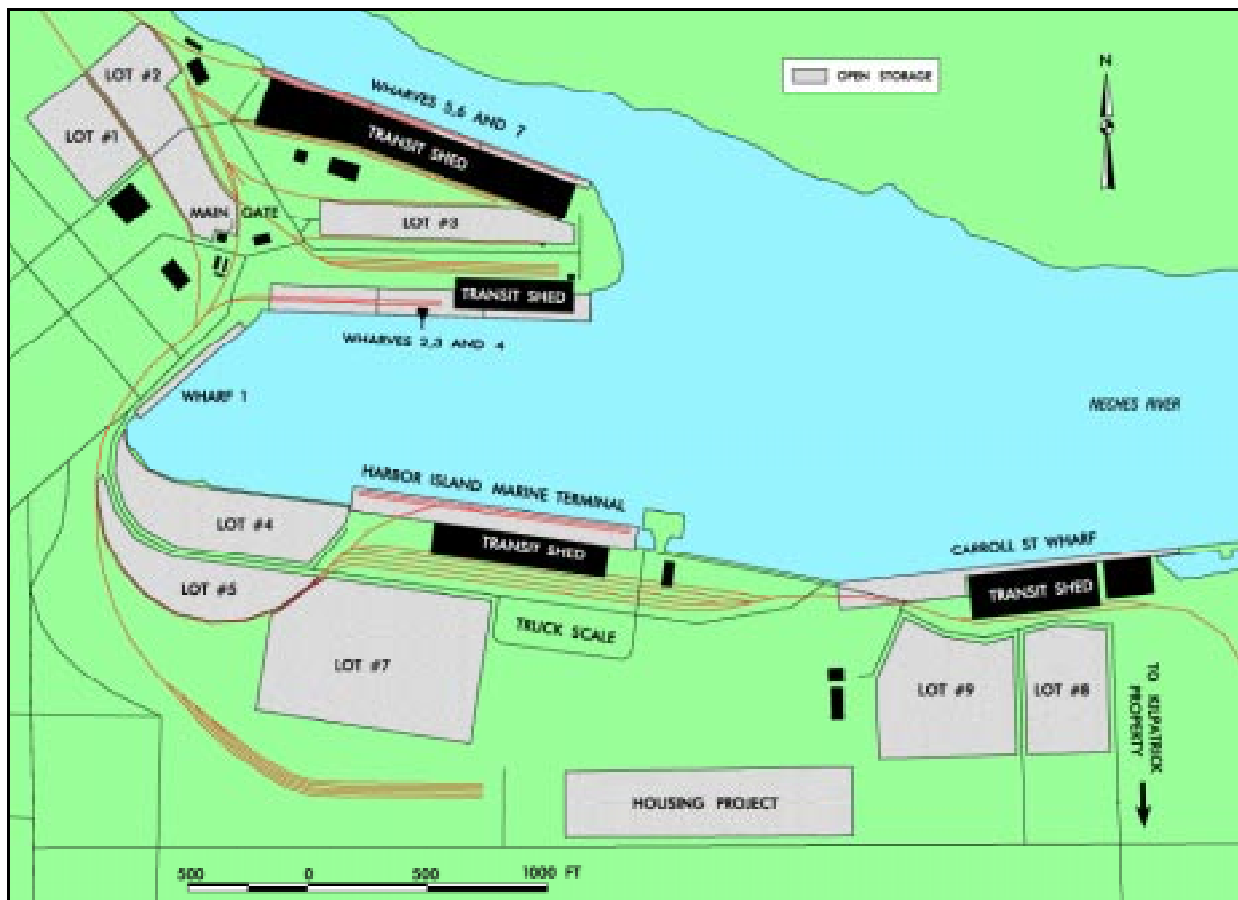 LOT #2
LOT #1
WHARVES 5,6 AND 7
TRANSIT SHED
OPEN STORAGE
N
MAIN GATE
LOT #3
TRANSIT SHED
WHARVES 2,3 AND 4
WHARF 1
NECHES RIVER
HARBOR ISLAND MARINE TERMINAL
LOT #4
TRANSIT SHED
CARROLL ST WHARF
LOT #5
TRANSIT SHED
TRUCK SCALE
LOT #7
LOT #9
LOT #8
TO KILPATRICK
PROPERTY
HOUSING PROJECT
500 0 500 1000 FT